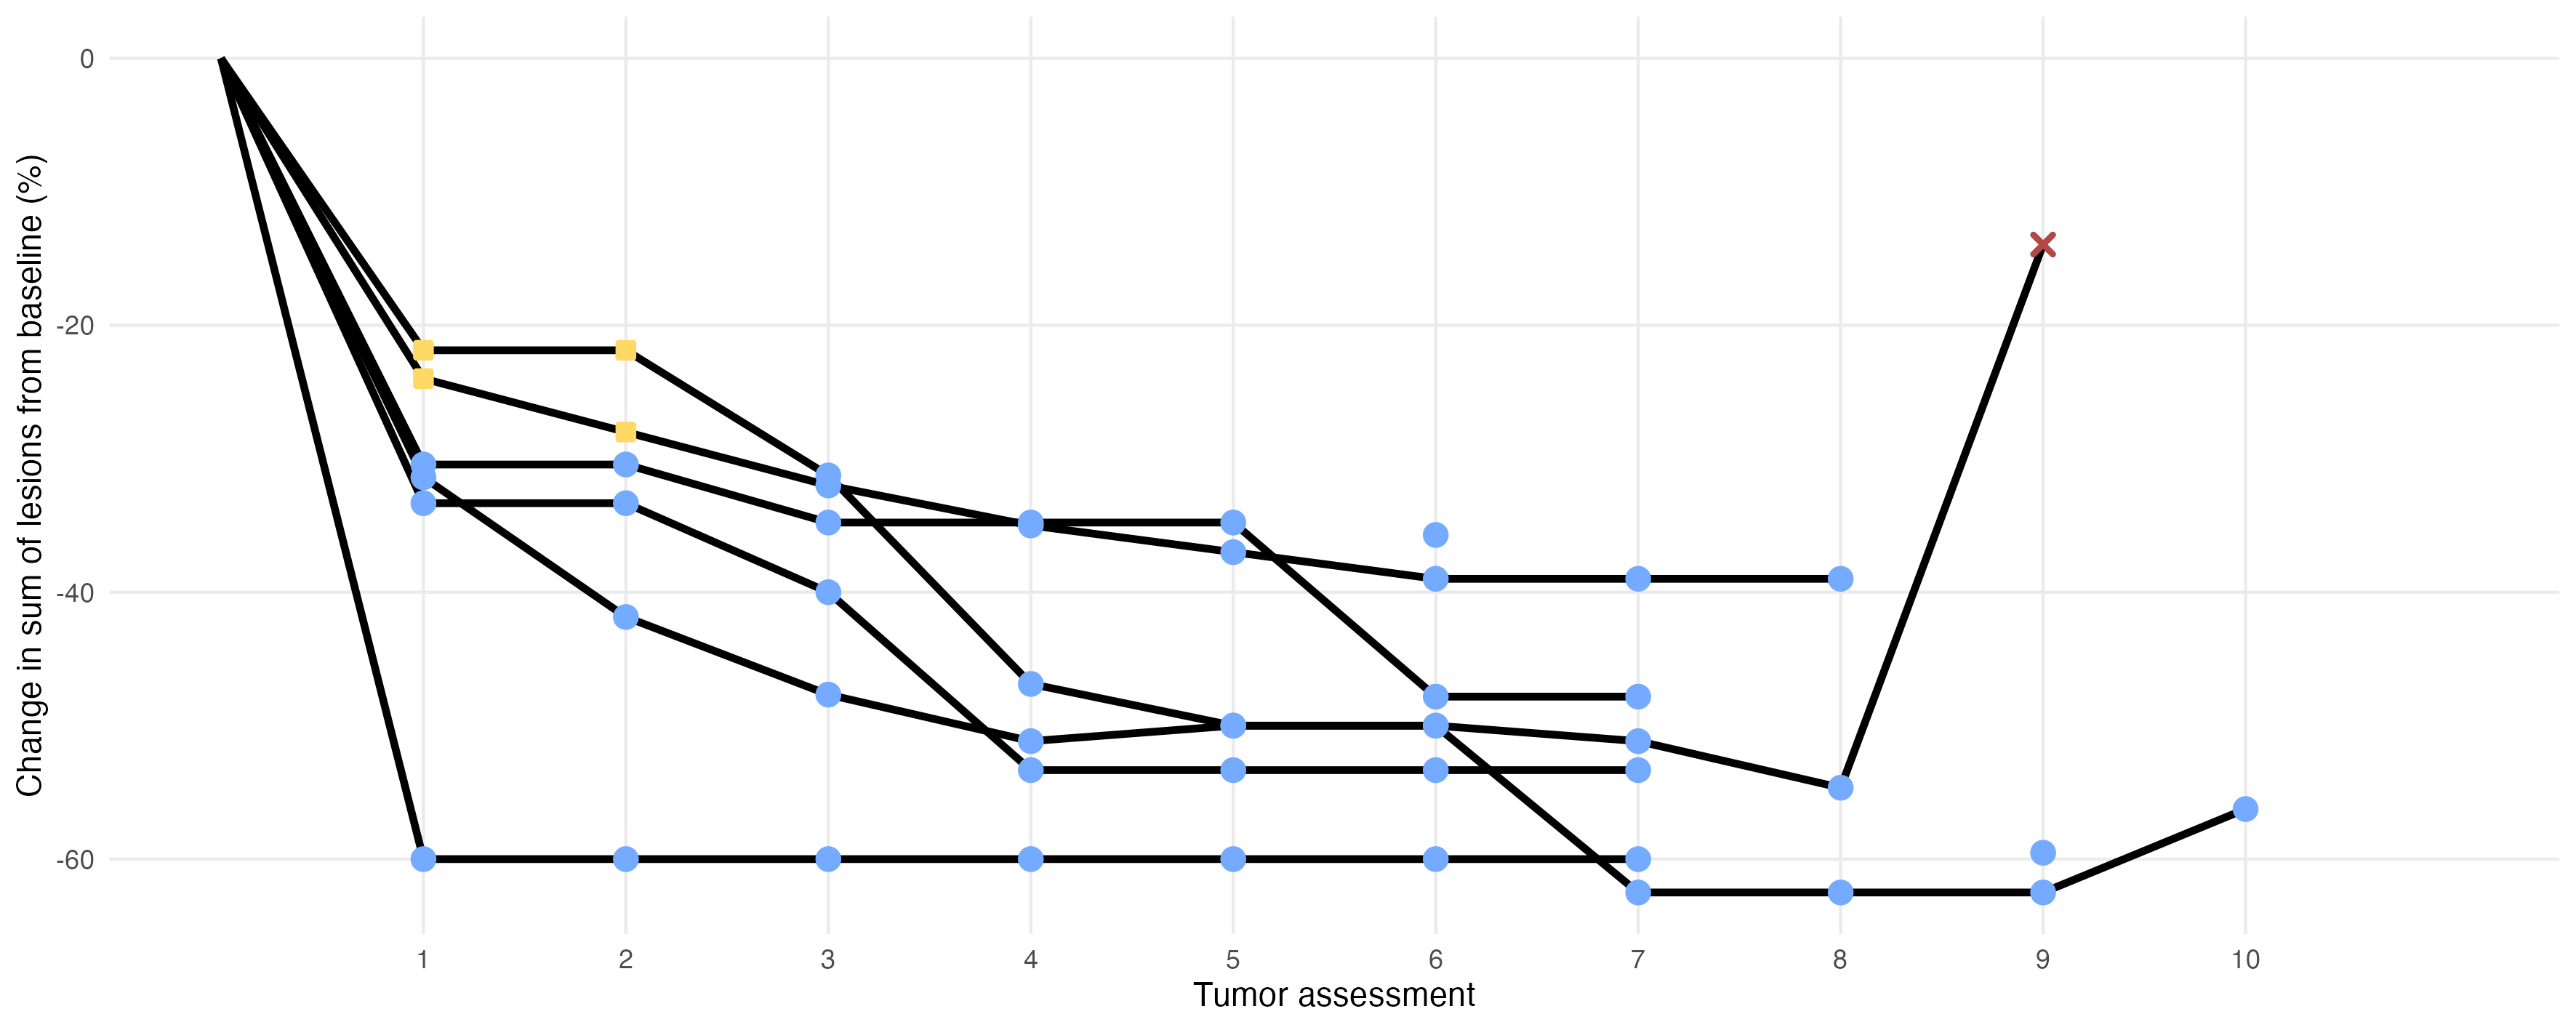 Change in sum of lesions from baseline (%)
0
-20
-40
-60
1 2 3 4 5 6 7 8 9 10
Tumor assessment